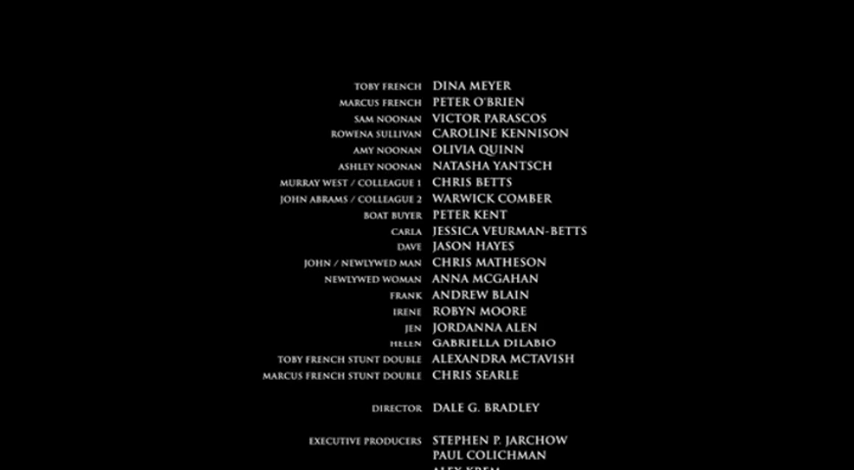 TOBY FRENCH DINA MEYER
MARCUS FRENCH PETER O'BRIEN
SAM NOONAN VICTOR PARASCOS
ROWENA SULLIVAN CAROLINE KENNISON
AMY NOONAN OLIVIA QUINN
ASHLEY NOONAN NATASHA YANTSCH
MURRAY WEST / COLLEAGUE 1 CHRIS BETTS
JOHN ABRAMS / COLLEAGUE 2 WARWICK COMBER
BOAT BUYER PETER KENT
CARLA JESSICA VEURMAN-BETTS
DAVE JASON HAYES
JOHN / NEWLYWED MAN CHRIS MATHESON
NEWLYWED WOMAN ANNA MCGAHAN
FRANK ANDREW BLAIN
IRENE ROBYN MOORE
JEN JORDANNA ALEN
HELEN GABRIELLA DILABIO
TOBY FRENCH STUNT DOUBLE ALEXANDRA MCTAVISH
MARCUS FRENCH STUNT DOUBLE CHRIS SEARLE
DIRECTOR DALE G. BRADLEY
EXECUTIVE PRODUCERS STEPHEN P. JARCHOW
PAUL COLICHMAN